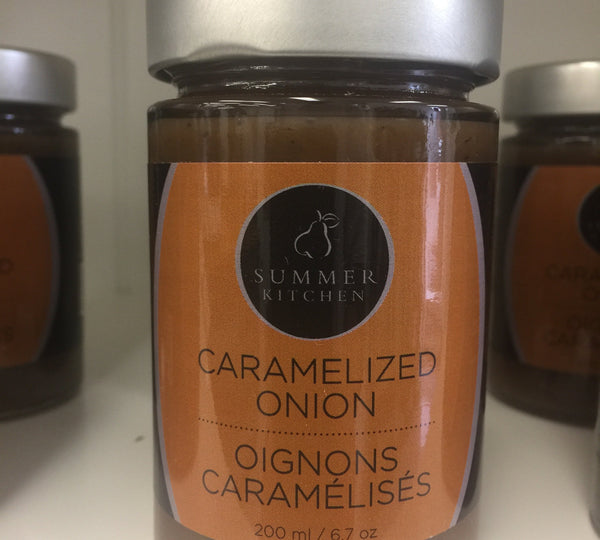 SUMMER
KITCHEN
CARAMELIZED
ONION
OIGNONS
CARAMÉLISÉS
200 ml / 6.7 oz